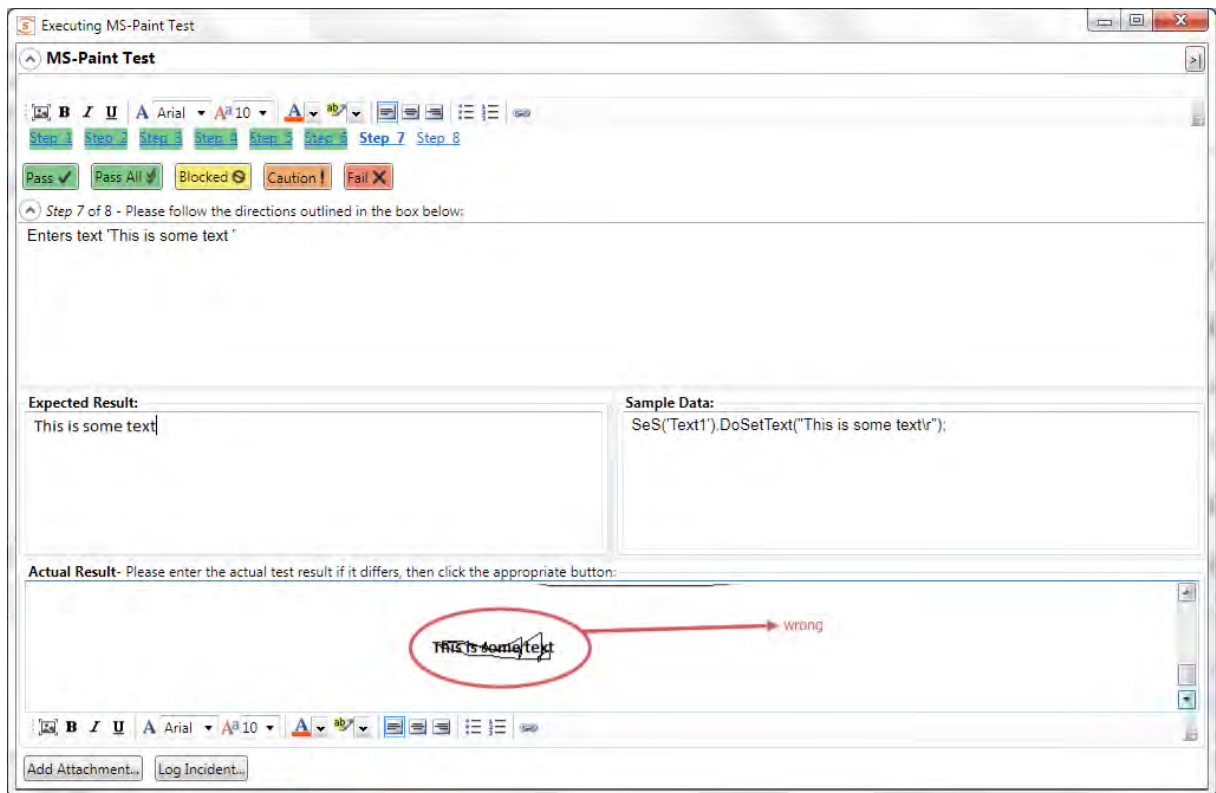 Executing MS-Paint Test
MS-Paint Test
B I U A Arial Aa 10 A ab
Step 1 Step 2 Step 3 Step 4 Step 5 Step 6 Step 7 Step 8
Pass Pass All Blocked Caution Fail
Step 7 of 8 - Please follow the directions outlined in the box below:
Enters text 'This is some text '
Expected Result:
This is some text
Sample Data:
SeS('Text1').DoSetText("This is some text\r");
Actual Result- Please enter the actual test result if it differs, then click the appropriate button:
This is some text
wrong
B I U A Arial Aa 10 A ab
Add Attachment... Log Incident...